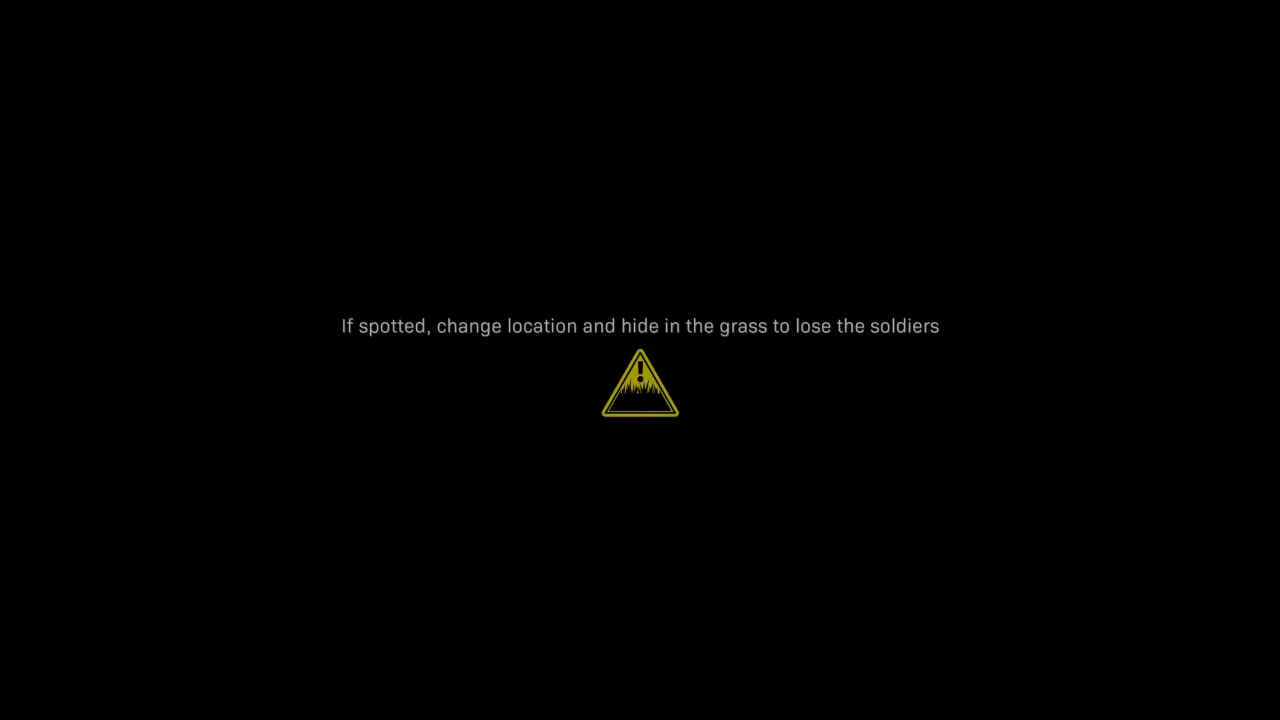 If spotted, change location and hide in the grass to lose the soldiers